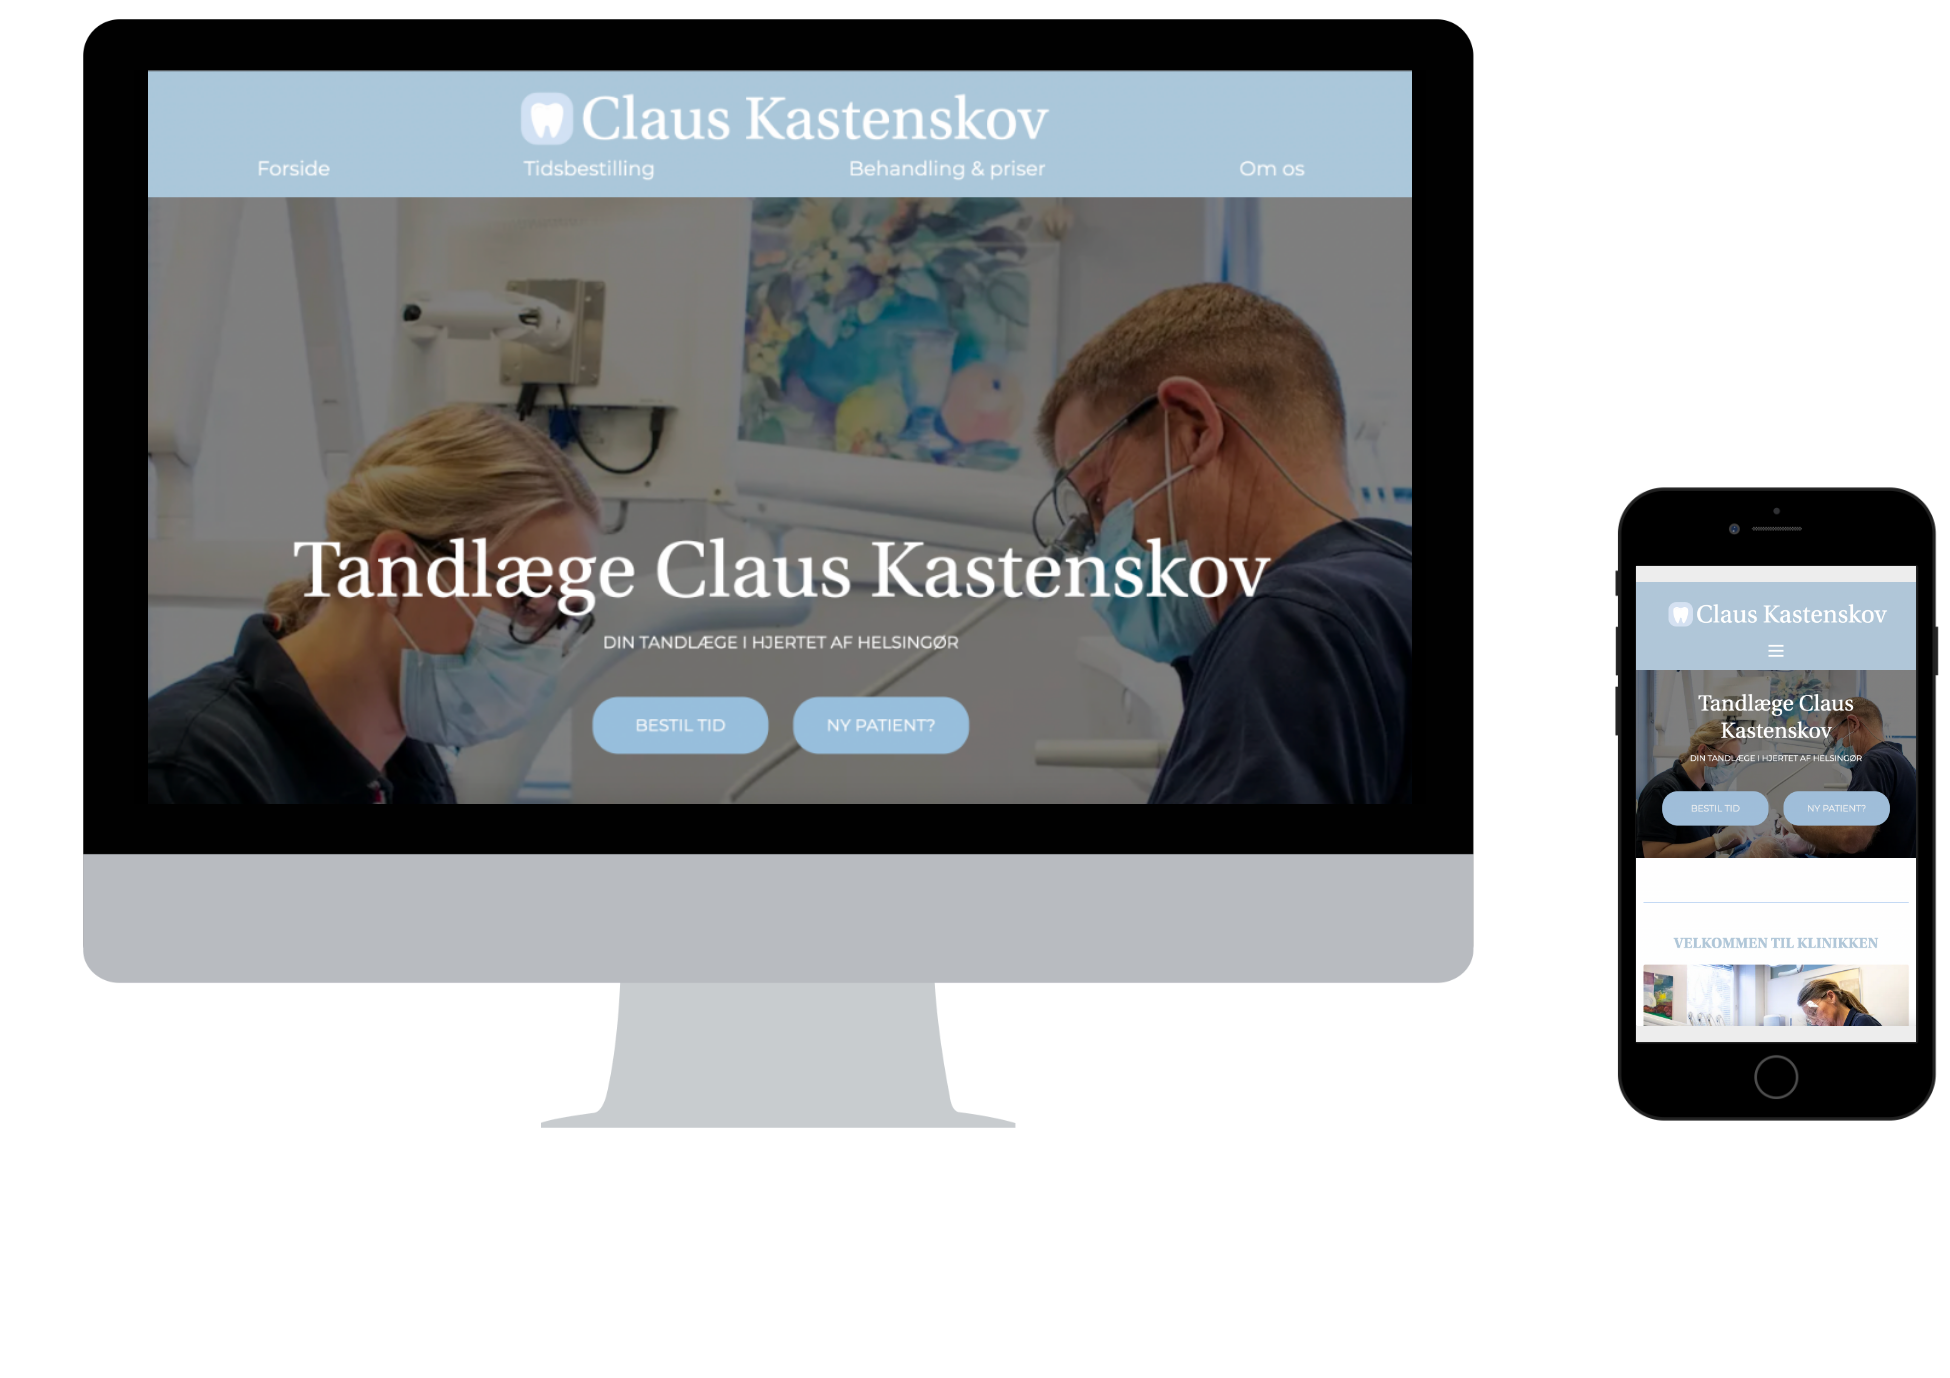 Claus Kastenskov
Forside Tidsbestilling Behandling & priser Om os
Tandlæge Claus Kastenskov
DIN TANDLÆGE I HJERTET AF HELSINGØR
BESTIL TID NY PATIENT?
Claus Kastenskov
Tandlæge Claus
Kastenskov
DIN TANDLÆGE I HJERTET AF HELSINGØR
BESTIL TID NY PATIENT?
VELKOMMEN TIL KLINIKKEN